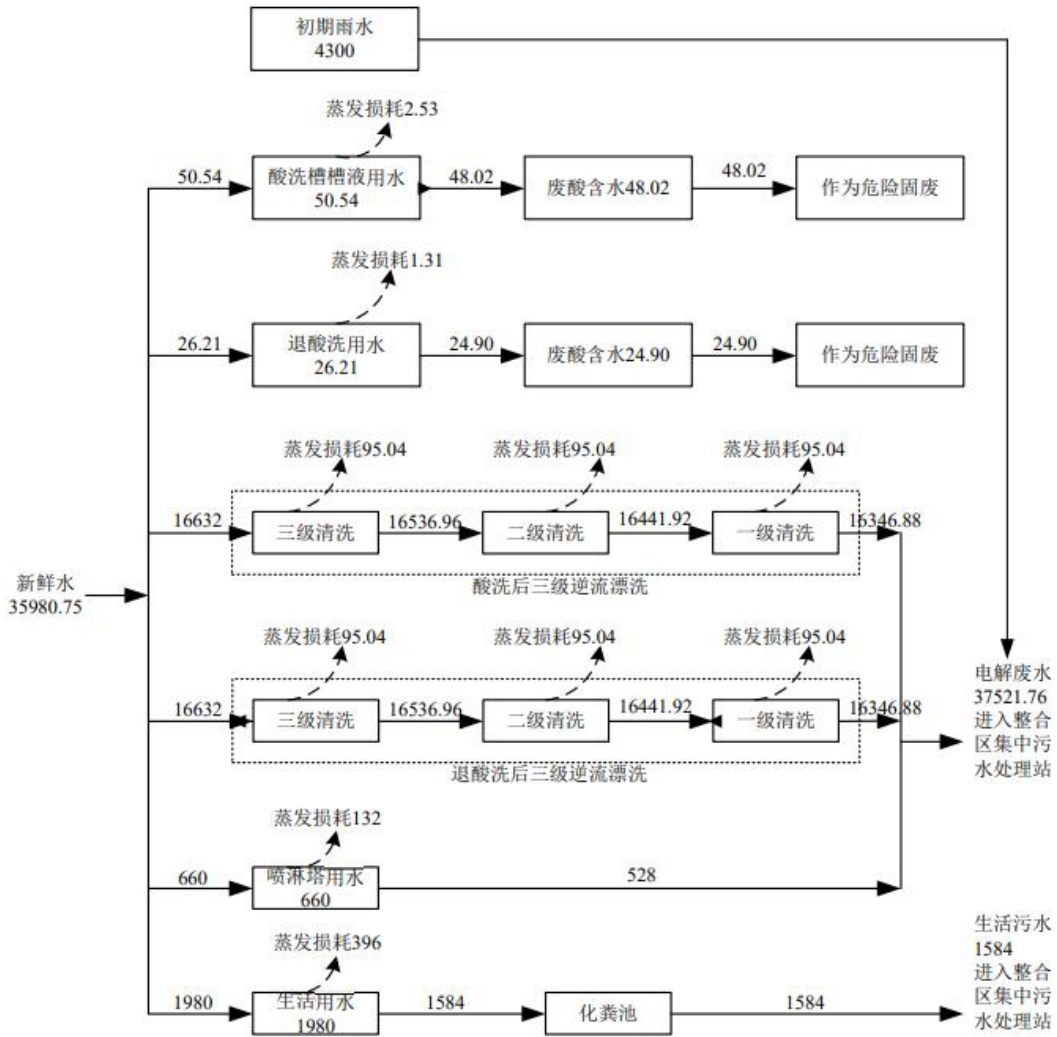 初期雨水
4300
蒸发损耗2.53
50.54
酸洗槽槽液用水
50.54
48.02
废酸含水48.02
48.02
作为危险固废
蒸发损耗1.31
26.21
退酸洗用水
26.21
24.90
废酸含水24.90
24.90
作为危险固废
蒸发损耗95.04
蒸发损耗95.04
蒸发损耗95.04
16632
三级清洗
16536.96
二级清洗
16441.92
一级清洗
16346.88
酸洗后三级逆流漂洗
新鲜水
35980.75
蒸发损耗95.04
蒸发损耗95.04
蒸发损耗95.04
16632
三级清洗
16536.96
二级清洗
16441.92
一级清洗
16346.88
退酸洗后三级逆流漂洗
电解废水
37521.76
进入整合
区集中污
水处理站
蒸发损耗132
660
喷淋塔用水
660
528
蒸发损耗396
1980
生活用水
1980
1584
化粪池
1584
生活污水
1584
进入整合
区集中污
水处理站